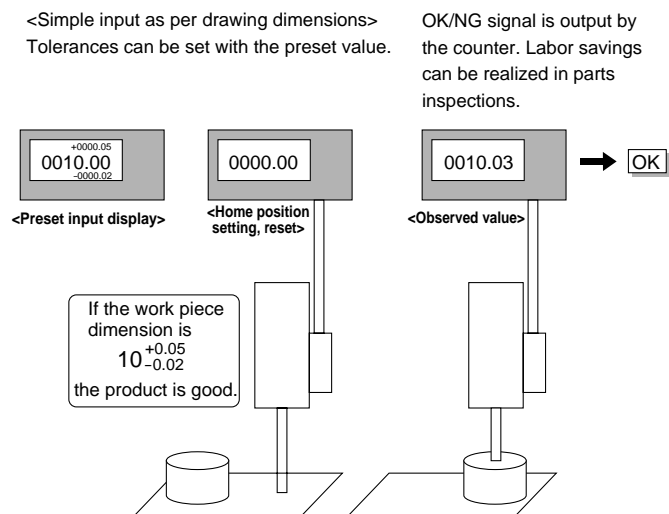 <Simple input as per drawing dimensions>
Tolerances can be set with the preset value.
OK/NG signal is output by
the counter. Labor savings
can be realized in parts
inspections.
+0000.05
0010.00
-0000.02
0000.00
0010.03
OK
<Preset input display>
<Home position
setting, reset>
<Observed value>
If the work piece
dimension is
10 +0.05
-0.02
the product is good.